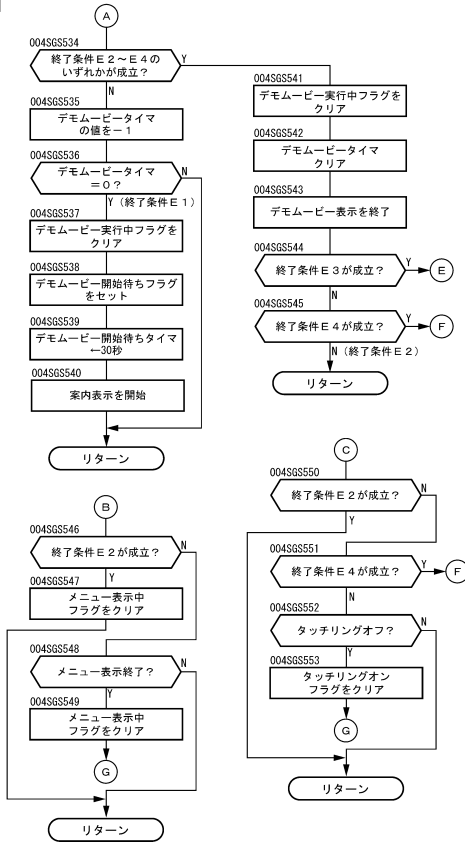 A
004SGS534
終了条件E2～E4の
いずれかが成立？
Y
N
004SGS535
デモムービータイマ
の値を－1
004SGS536
デモムービータイマ
＝0？
N
Y（終了条件E1）
004SGS537
デモムービー実行中フラグを
クリア
004SGS538
デモムービー開始待ちフラグ
をセット
004SGS539
デモムービー開始待ちタイマ
←30秒
004SGS540
案内表示を開始
リターン
004SGS541
デモムービー実行中フラグを
クリア
004SGS542
デモムービータイマ
クリア
004SGS543
デモムービー表示を終了
004SGS544
終了条件E3が成立？
Y
E
N
004SGS545
終了条件E4が成立？
Y
F
N（終了条件E2）
リターン
B
004SGS546
終了条件E2が成立？
N
Y
004SGS547
メニュー表示中
フラグをクリア
004SGS548
メニュー表示終了？
N
Y
004SGS549
メニュー表示中
フラグをクリア
G
リターン
C
004SGS550
終了条件E2が成立？
N
Y
004SGS551
終了条件E4が成立？
Y
F
N
004SGS552
タッチリングオフ？
N
Y
004SGS553
タッチリングオン
フラグをクリア
G
リターン